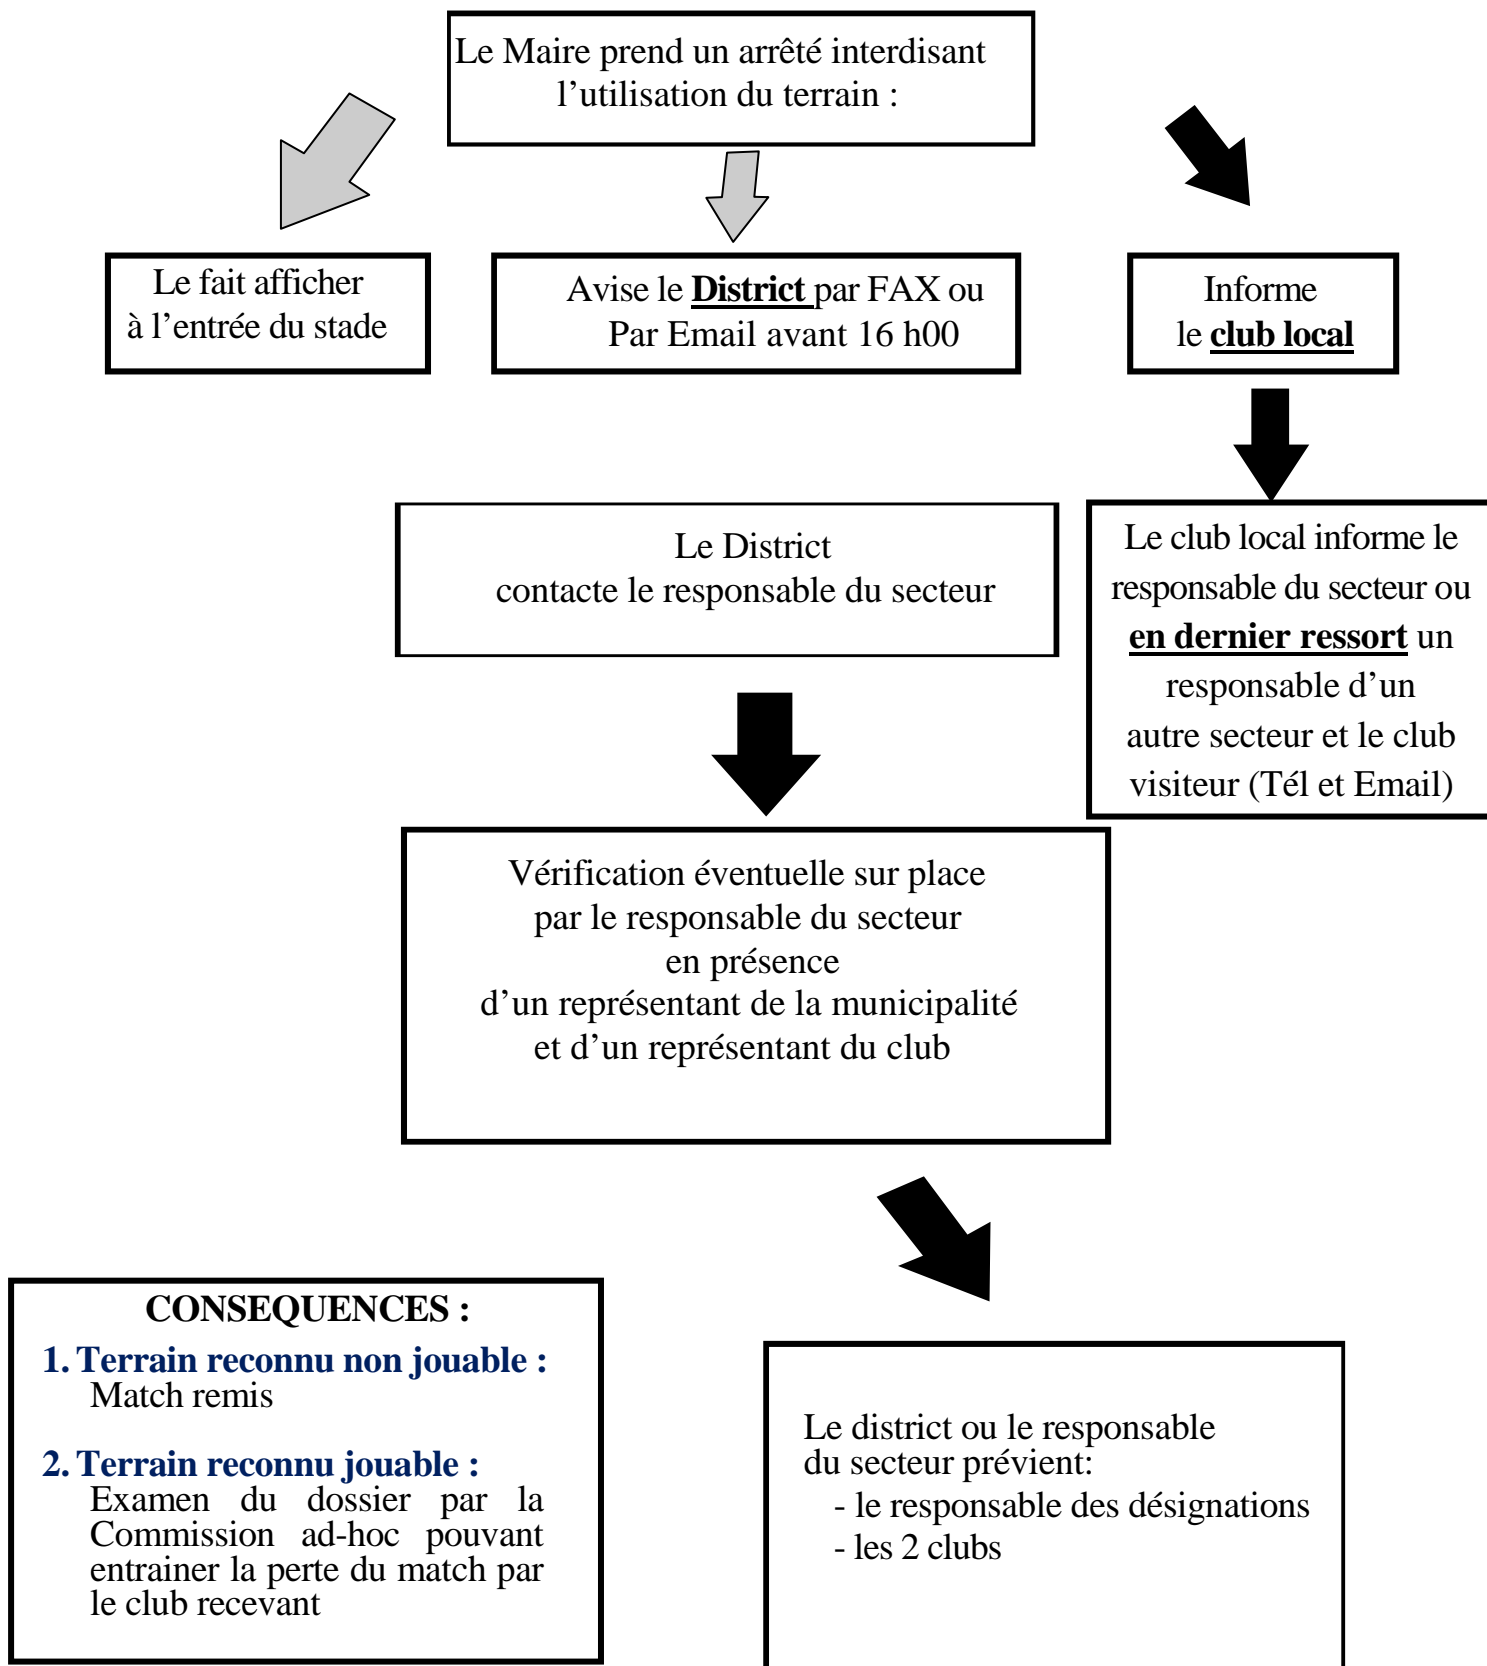 Le Maire prend un arrêté interdisant
l’utilisation du terrain :
Le fait afficher
à l’entrée du stade
Avise le District par FAX ou
Par Email avant 16 h00
Informe
le club local
Le District
contacte le responsable du secteur
Le club local informe le
responsable du secteur ou
en dernier ressort un
responsable d’un
autre secteur et le club
visiteur (Tél et Email)
Vérification éventuelle sur place
par le responsable du secteur
en présence
d’un représentant de la municipalité
et d’un représentant du club
CONSEQUENCES :
1. Terrain reconnu non jouable :
Match remis
2. Terrain reconnu jouable :
Examen du dossier par la
Commission ad-hoc pouvant
entrainer la perte du match par
le club recevant
Le district ou le responsable
du secteur prévient:
- le responsable des désignations
- les 2 clubs